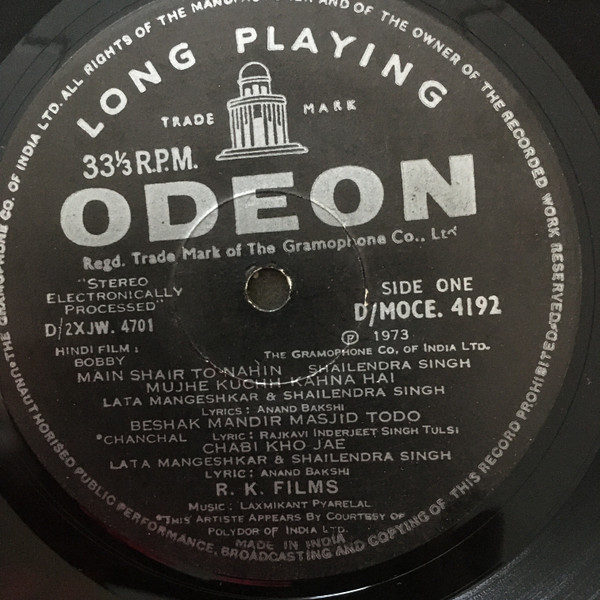 THE GRAMOPHONE CO. OF INDIA LTD. ALL RIGHTS OF THE MANUFACTURER AND OF THE OWNER OF THE RECORDED WORK RESERVED.
UNAUTHORISED PUBLIC PERFORMANCE, BROADCASTING AND COPYING OF THIS RECORD PROHIBITED.
LONG PLAYING
TRADE MARK
33⅓ R.P.M.
ODEON
Regd. Trade Mark of The Gramophone Co., Ltd
"STEREO
ELECTRONICALLY
PROCESSED"
SIDE ONE
D/2XJW. 4701
D/MOCE. 4192
℗ 1973
HINDI FILM :
THE GRAMOPHONE CO, OF INDIA LTD.
BOBBY
MAIN SHAIR TO NAHIN SHAILENDRA SINGH
MUJHE KUCHH KAHNA HAI
LATA MANGESHKAR & SHAILENDRA SINGH
LYRICS : ANAND BAKSHI
BESHAK MANDIR MASJID TODO
*CHANCHAL LYRIC: RAJKAVI INDERJEET SINGH TULSI
CHABI KHO JAE
LATA MANGESHKAR & SHAILENDRA SINGH
LYRIC: ANAND BAKSHI
R. K. FILMS
MUSIC: LAXMIKANT PYARELAL
*THIS ARTISTE APPEARS BY COURTESY OF
POLYDOR OF INDIA LTD.
MADE IN INDIA